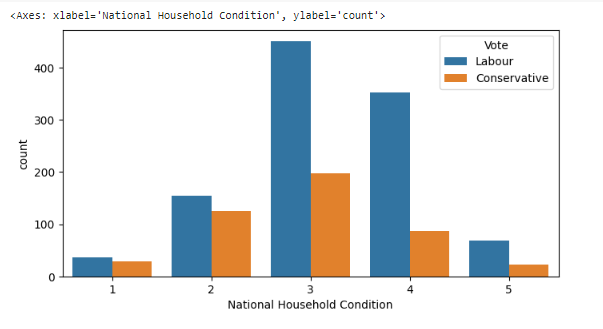 <Axes: xlabel='National Household Condition', ylabel='count'>
Vote
Labour
Conservative
400
300
200
100
0
count
1 2 3 4 5
National Household Condition